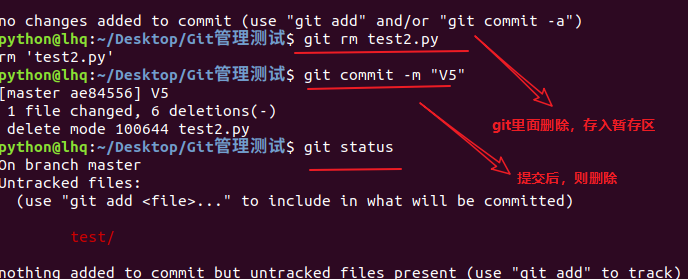 no changes added to commit (use "git add" and/or "git commit -a")
python@lhq:~/Desktop/Git管理测试$ git rm test2.py
rm 'test2.py'
python@lhq:~/Desktop/Git管理测试$ git commit -m "V5"
[master ae84556] V5
1 file changed, 6 deletions(-)
delete mode 100644 test2.py
git里面删除，存入暂存区
python@lhq:~/Desktop/Git管理测试$ git status
On branch master
提交后，则删除
Untracked files:
(use "git add <file>..." to include in what will be committed)
test/
nothing added to commit but untracked files present (use "git add" to track)